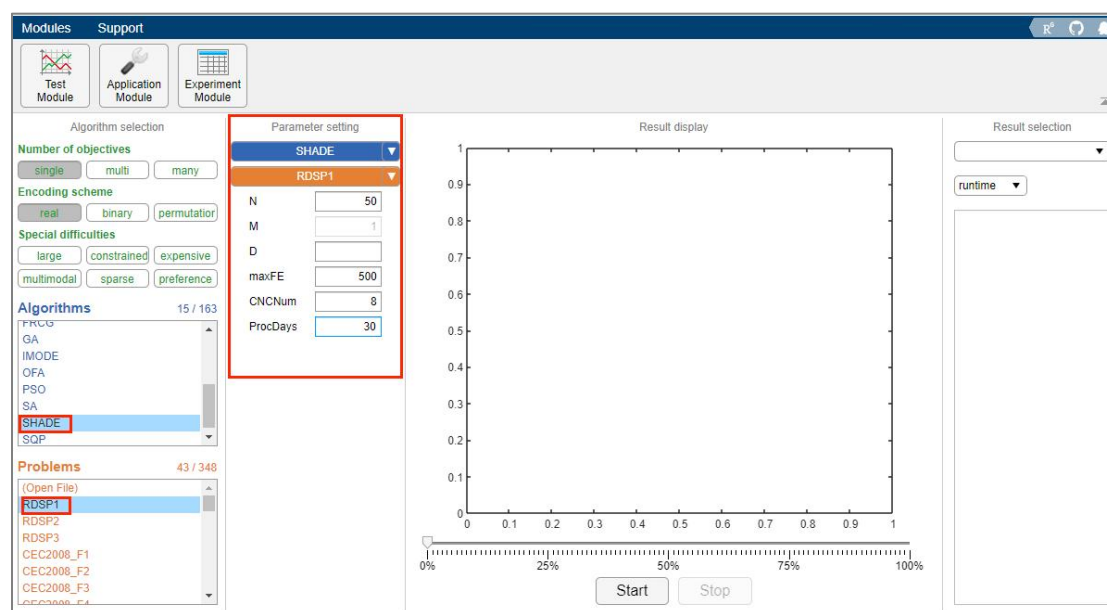 Modules Support
R⁶
Test Module
Application Module
Experiment Module
Algorithm selection
Number of objectives
single multi many
Encoding scheme
real binary permutatior
Special difficulties
large constrained expensive
multimodal sparse preference
Algorithms 15 / 163
FRCG
GA
IMODE
OFA
PSO
SA
SHADE
SQP
Problems 43 / 348
(Open File)
RDSP1
RDSP2
RDSP3
CEC2008_F1
CEC2008_F2
CEC2008_F3
CEC2008_F4
Parameter setting
SHADE
RDSP1
N 50
M 1
D
maxFE 500
CNCNum 8
ProcDays 30
Result display
1
0.9
0.8
0.7
0.6
0.5
0.4
0.3
0.2
0.1
0
0 0.1 0.2 0.3 0.4 0.5 0.6 0.7 0.8 0.9 1
0% 25% 50% 75% 100%
Start Stop
Result selection
runtime